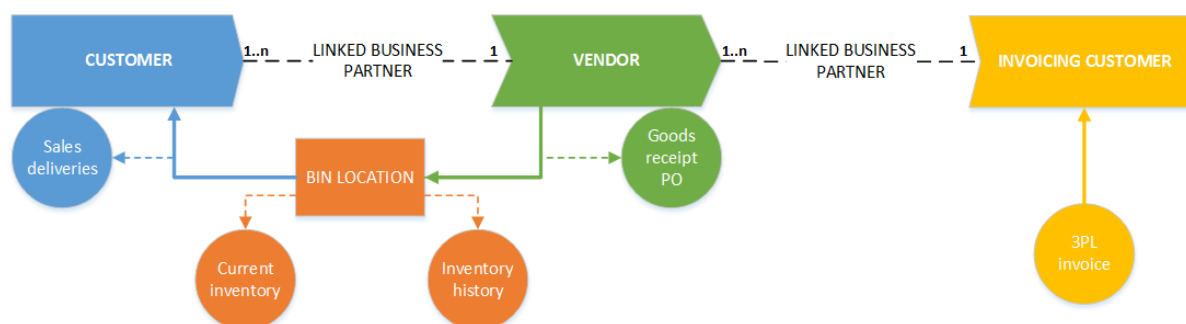 CUSTOMER
1..n
LINKED BUSINESS
PARTNER
1
VENDOR
1..n
LINKED BUSINESS
PARTNER
1
INVOICING CUSTOMER
Sales
deliveries
BIN LOCATION
Goods
receipt
PO
Current
inventory
Inventory
history
3PL
invoice